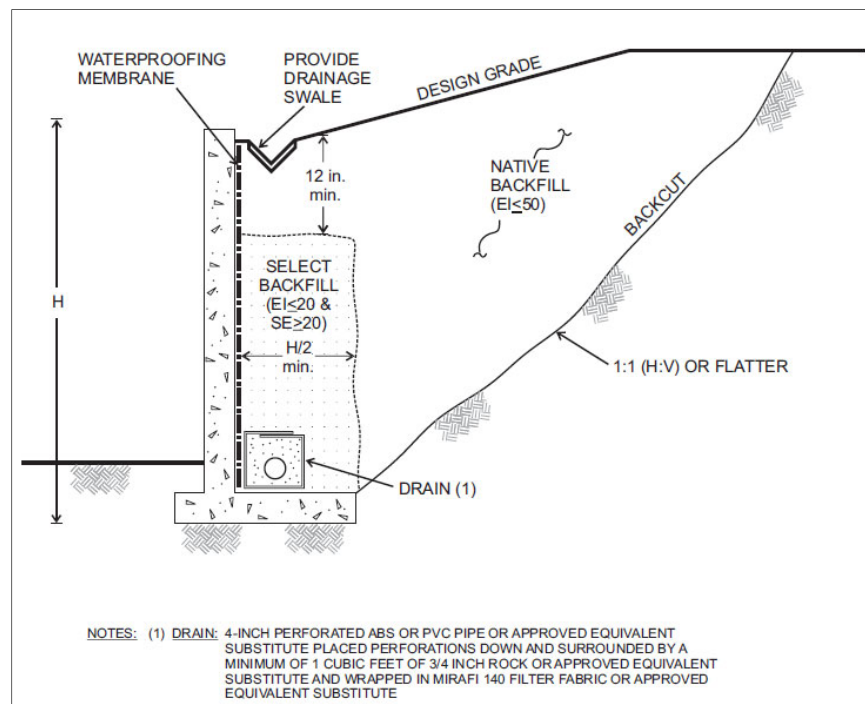 WATERPROOFING
MEMBRANE
PROVIDE
DRAINAGE
SWALE
DESIGN GRADE
12 in.
min.
NATIVE
BACKFILL
(EI≤50)
BACKCUT
SELECT
BACKFILL
(EI≤20 &
SE≥20)
H
H/2
min.
1:1 (H:V) OR FLATTER
DRAIN (1)
NOTES: (1) DRAIN: 4-INCH PERFORATED ABS OR PVC PIPE OR APPROVED EQUIVALENT
SUBSTITUTE PLACED PERFORATIONS DOWN AND SURROUNDED BY A
MINIMUM OF 1 CUBIC FEET OF 3/4 INCH ROCK OR APPROVED EQUIVALENT
SUBSTITUTE AND WRAPPED IN MIRAFI 140 FILTER FABRIC OR APPROVED
EQUIVALENT SUBSTITUTE